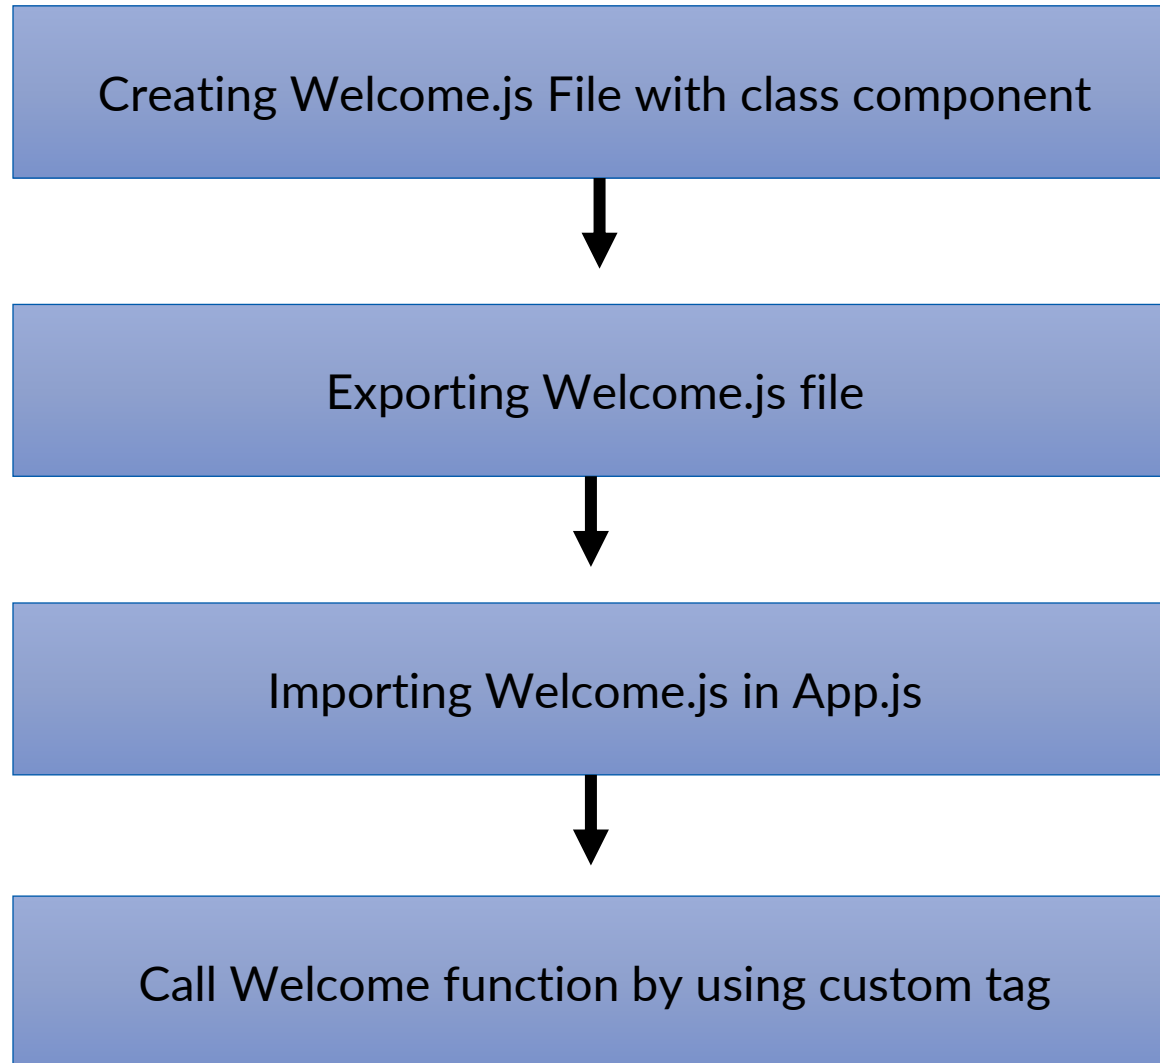 Creating Welcome.js File with class component
Exporting Welcome.js file
Importing Welcome.js in App.js
Call Welcome function by using custom tag